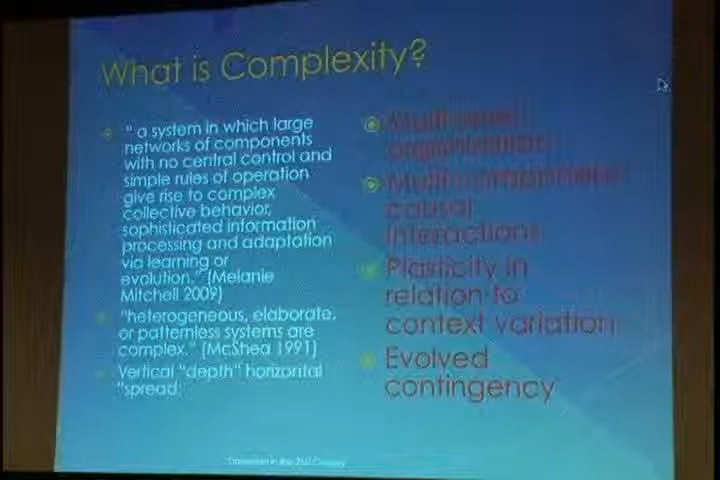 What is Complexity?
" a system in which large
networks of components
with no central control and
simple rules of operation
give rise to complex
collective behavior,
sophisticated information
processing and adaptation
via learning or
evolution." (Melanie
Mitchell 2009)
"heterogeneous, elaborate,
or patternless systems are
complex." (McShea 1991)
Vertical "depth" horizontal
"spread
organization
causal
interactions
Plasticity in
relation to
context variation
Evolved
contingency